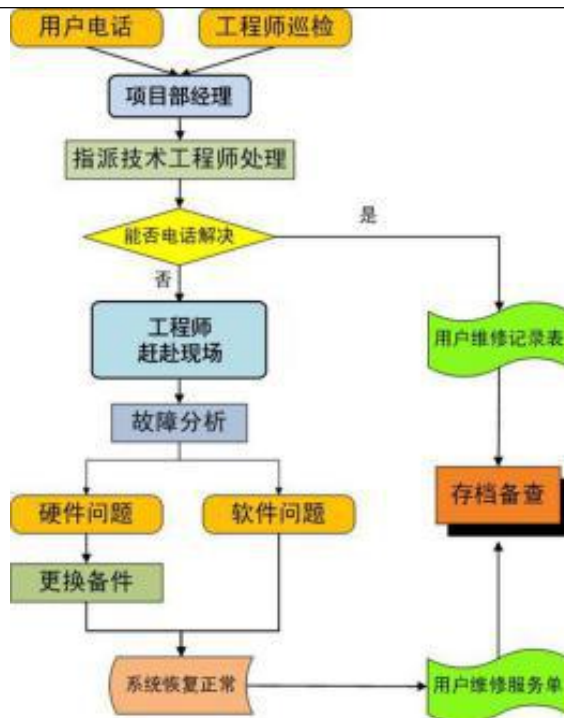 用户电话
工程师巡检
项目部经理
指派技术工程师处理
能否电话解决
是
否
工程师
赶赴现场
用户维修记录表
故障分析
硬件问题
软件问题
存档备查
更换备件
系统恢复正常
用户维修服务单